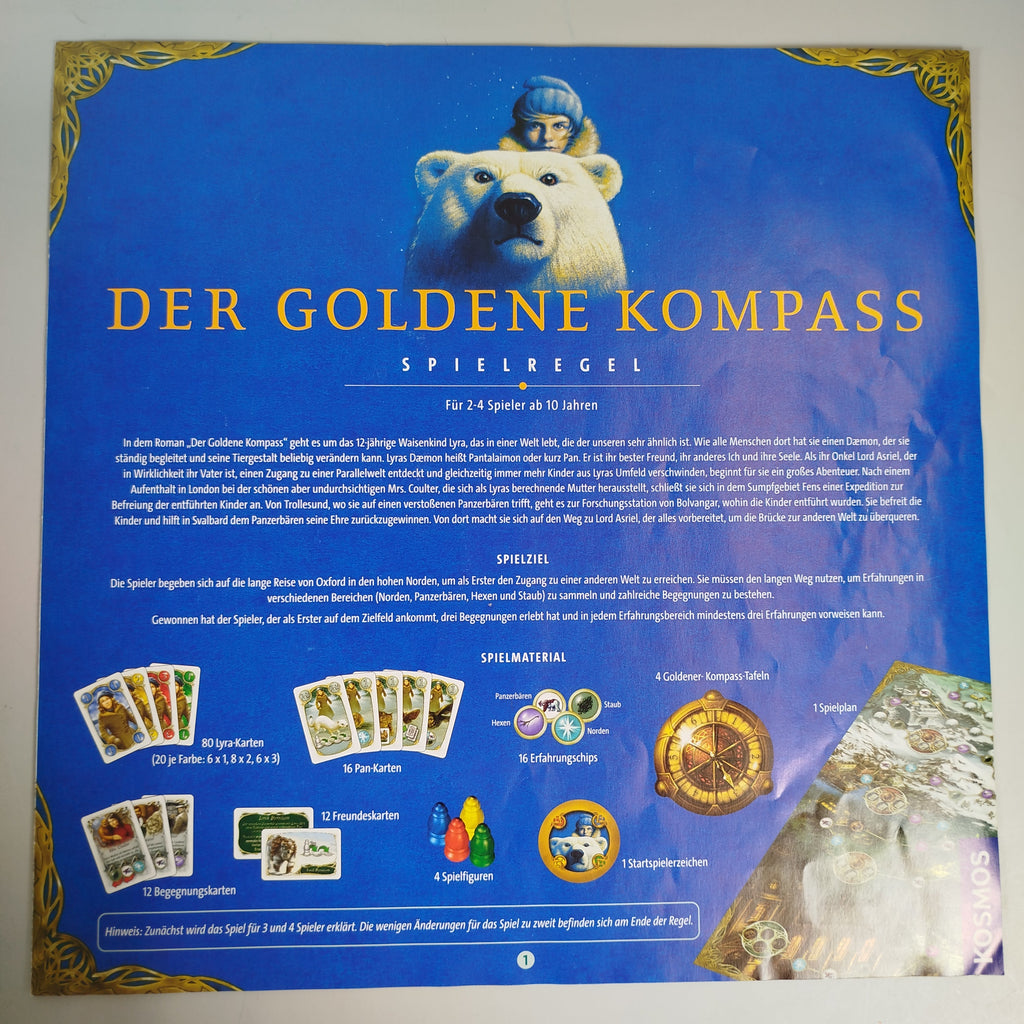 DER GOLDENE KOMPASS
SPIELREGEL
Für 2-4 Spieler ab 10 Jahren
In dem Roman „Der Goldene Kompass“ geht es um das 12-jährige Waisenkind Lyra, das in einer Welt lebt, die der unseren sehr ähnlich ist. Wie alle Menschen dort hat sie einen Dæmon, der sie
ständig begleitet und seine Tiergestalt beliebig verändern kann. Lyras Dæmon heißt Pantalaimon oder kurz Pan. Er ist ihr bester Freund, ihr anderes Ich und ihre Seele. Als ihr Onkel Lord Asriel, der
in Wirklichkeit ihr Vater ist, einen Zugang zu einer Parallelwelt entdeckt und gleichzeitig immer mehr Kinder aus Lyras Umfeld verschwinden, beginnt für sie ein großes Abenteuer. Nach einem
Aufenthalt in London bei der schönen aber undurchsichtigen Mrs. Coulter, die sich als Lyras berechnende Mutter herausstellt, schließt sie sich in dem Sumpfgebiet Fens einer Expedition zur
Befreiung der entführten Kinder an. Von Trollesund, wo sie auf einen verstoßenen Panzerbären trifft, geht es zur Forschungsstation von Bolvangar, wohin die Kinder entführt wurden. Sie befreit die
Kinder und hilft in Svalbard dem Panzerbären seine Ehre zurückzugewinnen. Von dort macht sie sich auf den Weg zu Lord Asriel, der alles vorbereitet, um die Brücke zur anderen Welt zu überqueren.
SPIELZIEL
Die Spieler begeben sich auf die lange Reise von Oxford in den hohen Norden, um als Erster den Zugang zu einer anderen Welt zu erreichen. Sie müssen den langen Weg nutzen, um Erfahrungen in
verschiedenen Bereichen (Norden, Panzerbären, Hexen und Staub) zu sammeln und zahlreiche Begegnungen zu bestehen.
Gewonnen hat der Spieler, der als Erster auf dem Zielfeld ankommt, drei Begegnungen erlebt hat und in jedem Erfahrungsbereich mindestens drei Erfahrungen vorweisen kann.
SPIELMATERIAL
80 Lyra-Karten
(20 je Farbe: 6 x 1, 8 x 2, 6 x 3)
16 Pan-Karten
Panzerbären
Staub
Hexen
Norden
16 Erfahrungschips
4 Goldener-Kompass-Tafeln
1 Spielplan
12 Begegnungskarten
12 Freundeskarten
4 Spielfiguren
1 Startspielerzeichen
KOSMOS
Hinweis: Zunächst wird das Spiel für 3 und 4 Spieler erklärt. Die wenigen Änderungen für das Spiel zu zweit befinden sich am Ende der Regel.
1